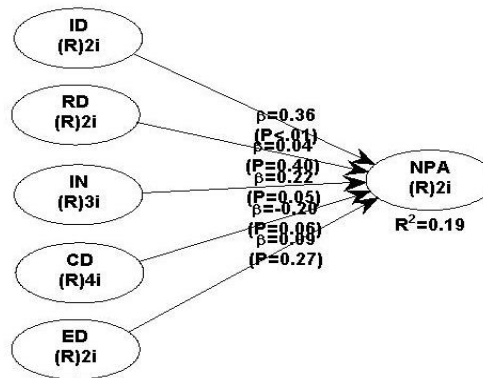 ID
(R)2i
RD
(R)2i
IN
(R)3i
CD
(R)4i
ED
(R)2i
β=0.36
(P<.01)
β=0.04
(P=0.40)
β=0.22
(P=0.05)
β=-0.20
(P=0.06)
β=0.09
(P=0.27)
NPA
(R)2i
R²=0.19